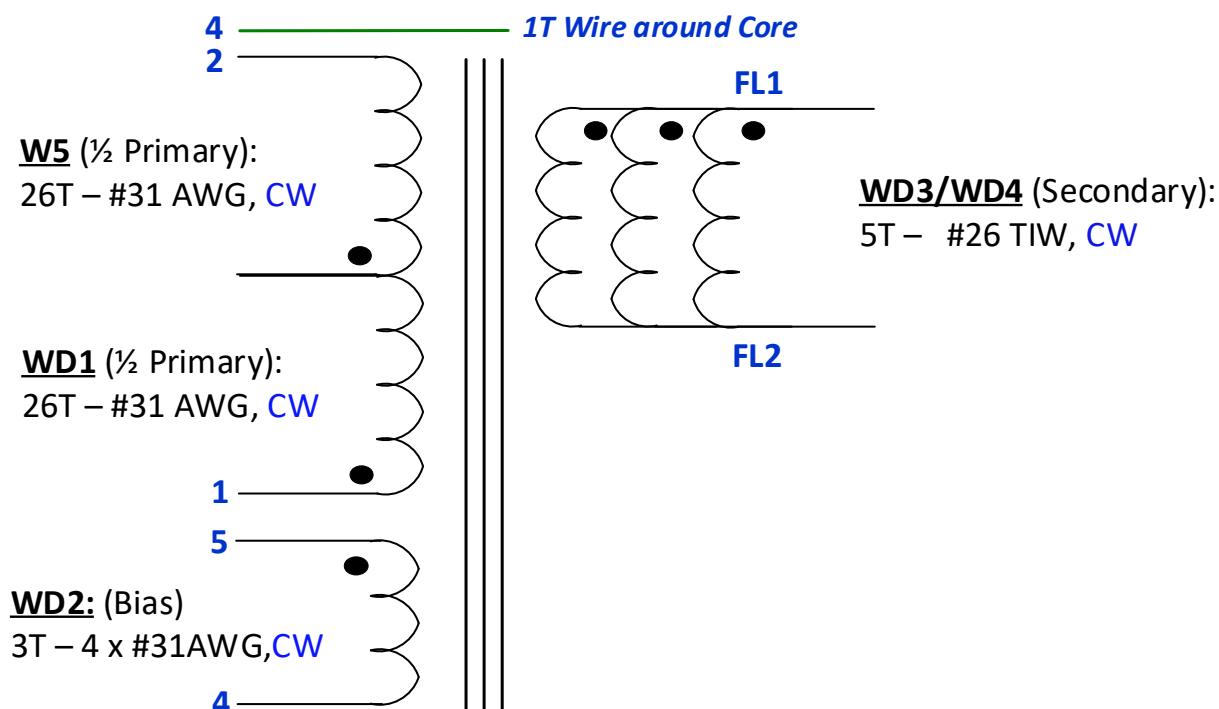 4
1T Wire around Core
2
FL1
W5 (½ Primary):
26T – #31 AWG, CW
WD3/WD4 (Secondary):
5T – #26 TIW, CW
FL2
WD1 (½ Primary):
26T – #31 AWG, CW
1
5
WD2: (Bias)
3T – 4 x #31AWG,CW
4